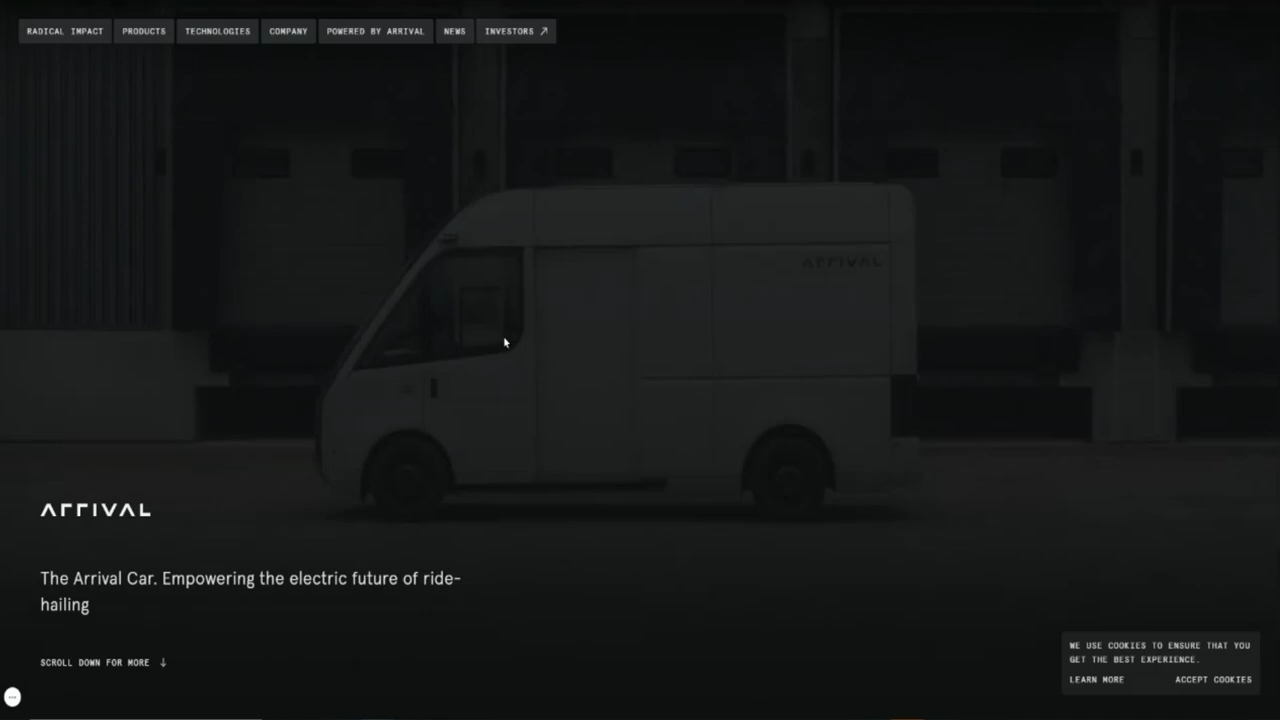 RADICAL IMPACT
PRODUCTS
TECHNOLOGIES
COMPANY
POWERED BY ARRIVAL
NEWS
INVESTORS ↗
ARRIVAL
ARRIVAL
The Arrival Car. Empowering the electric future of ride-
hailing
SCROLL DOWN FOR MORE ↓
WE USE COOKIES TO ENSURE THAT YOU
GET THE BEST EXPERIENCE.
LEARN MORE
ACCEPT COOKIES